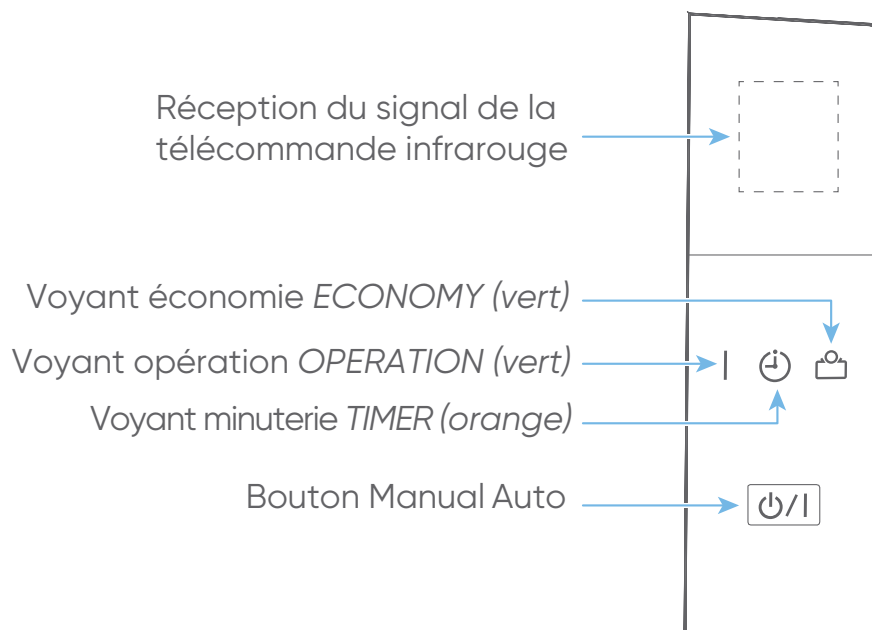 Réception du signal de la
télécommande infrarouge
Voyant économie ECONOMY (vert)
Voyant opération OPERATION (vert)
Voyant minuterie TIMER (orange)
Bouton Manual Auto